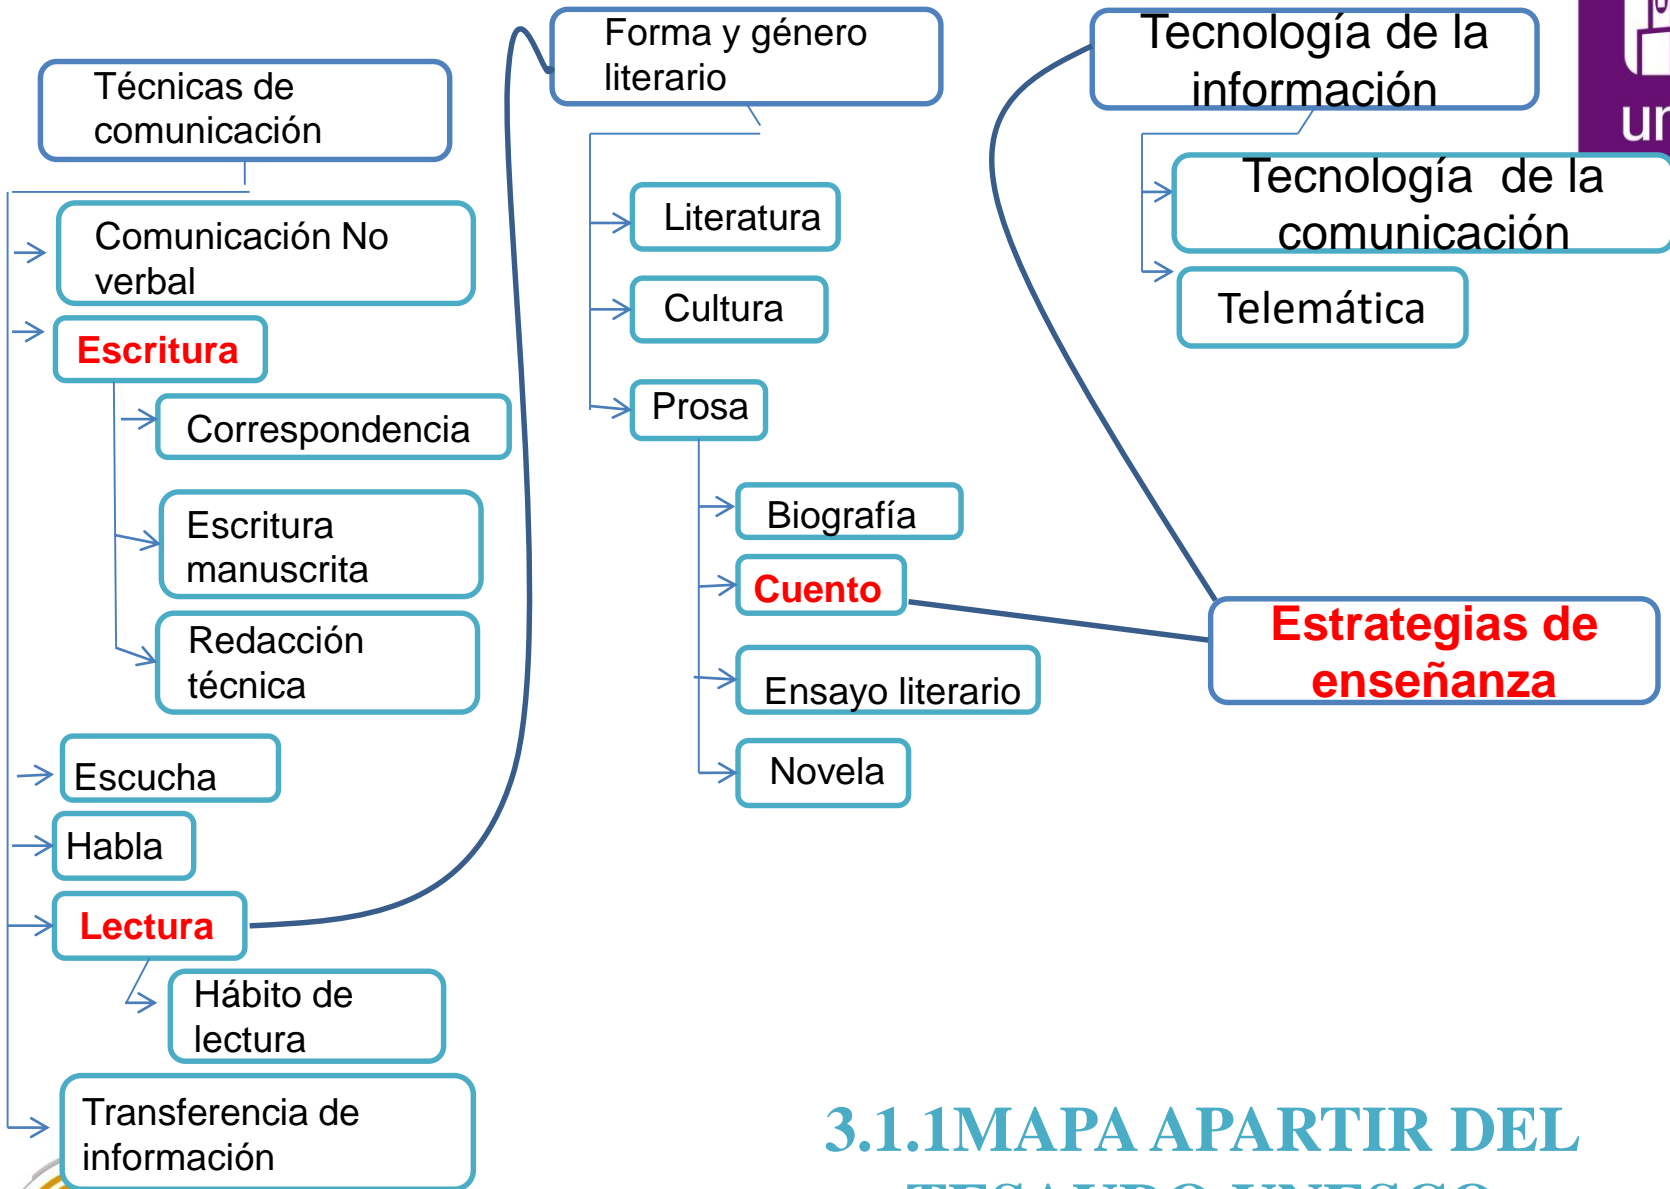 Técnicas de
comunicación
Comunicación No
verbal
Escritura
Correspondencia
Escritura
manuscrita
Redacción
técnica
Escucha
Habla
Lectura
Hábito de
lectura
Transferencia de
información
Forma y género
literario
Literatura
Cultura
Prosa
Biografía
Cuento
Ensayo literario
Novela
Tecnología de la
información
Tecnología de la
comunicación
Telemática
Estrategias de
enseñanza
3.1.1MAPA APARTIR DEL
TESAURO UNESCO